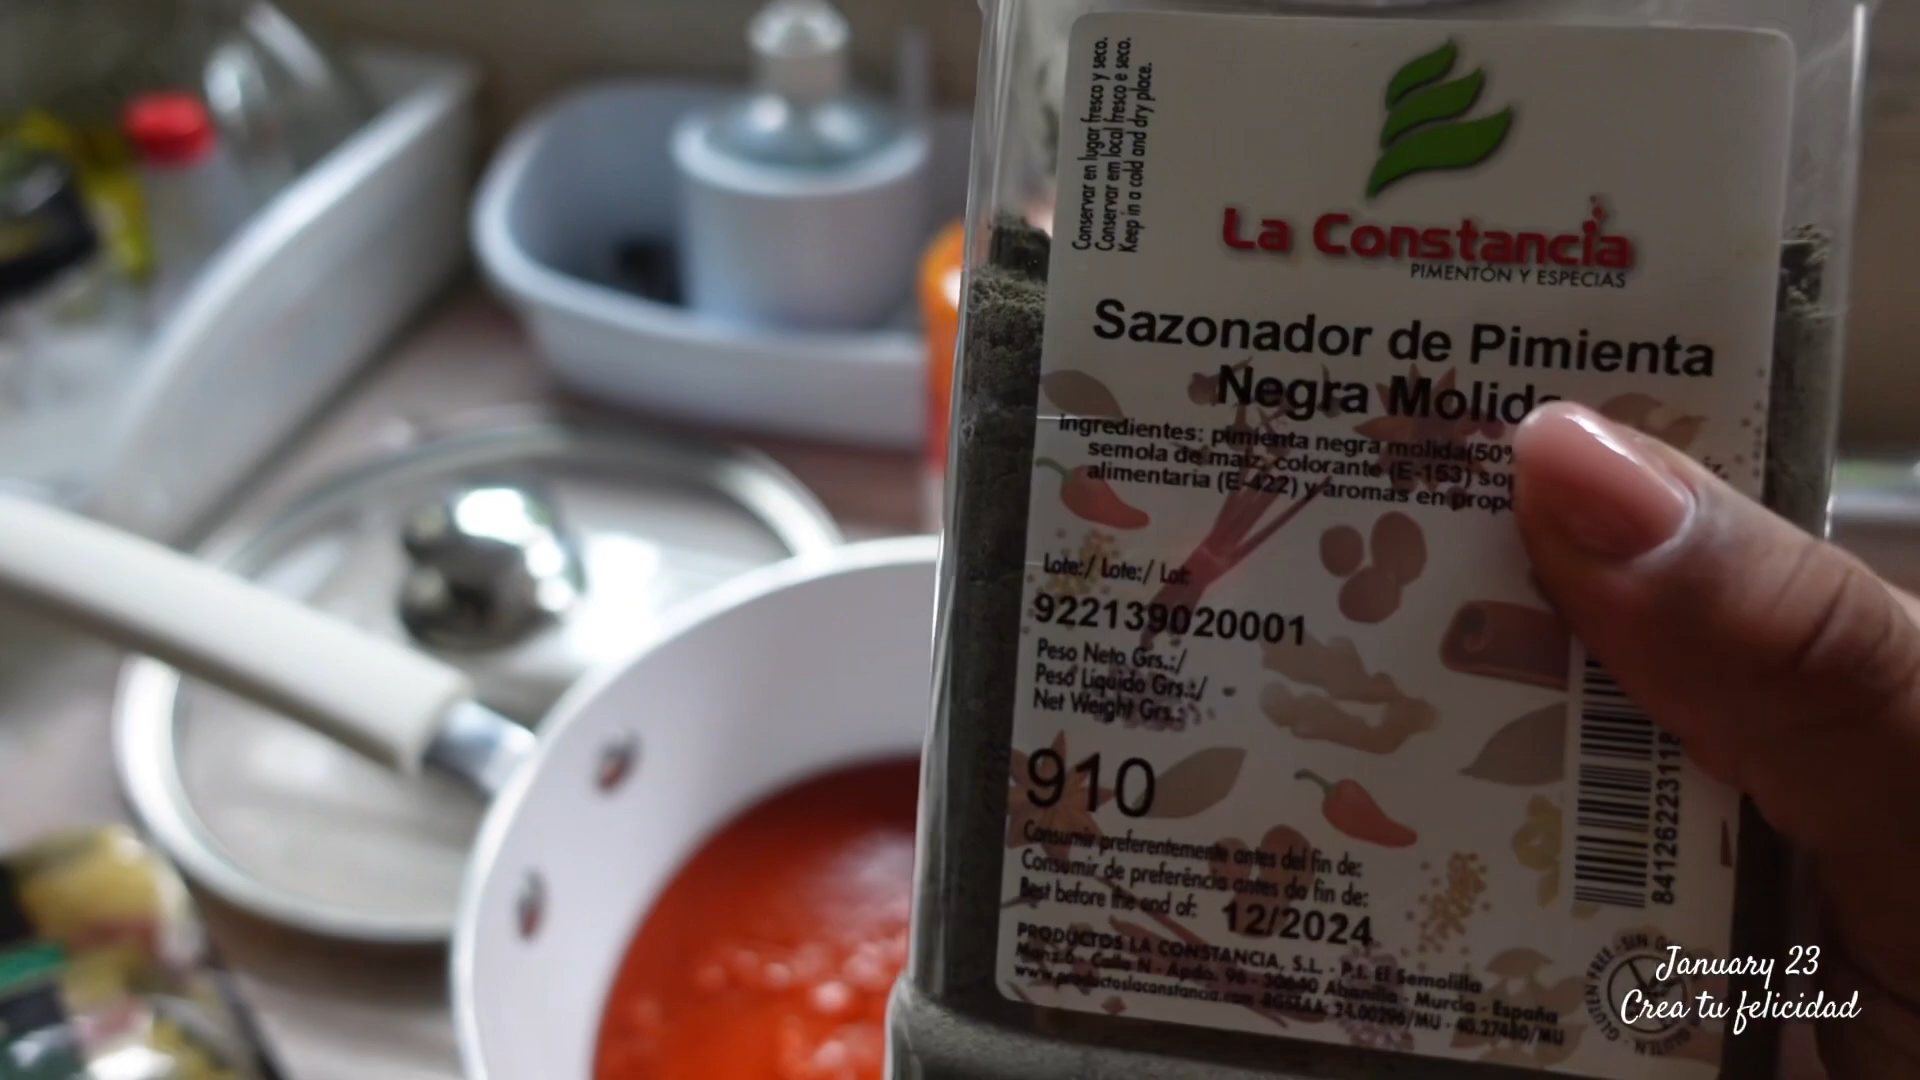 Conservar en lugar fresco y seco.
Conservar em local fresco e seco.
Keep in a cold and dry place.
La Constancia
PIMENTÓN Y ESPECIAS
Sazonador de Pimienta
Negra Molid
Ingredientes: pimienta negra molida(50%
semola de maiz, colorante (E-153) sop
alimentaria (E-422) y aromas en propo
Lote:/ Lote:/ Lot:
922139020001
Peso Neto Grs.:/
Peso Líquido Grs.:/
Net Weight Grs.:
910
Consumir preferentemente antes del fin de:
Consumir de preferência antes do fin de:
Best before the end of: 12/2024
PRODUCTOS LA CONSTANCIA, S.L. - P.I. El Semolilla
Manz.6 - Calle N - Apdo. 96 - 30640 Abanilla - Murcia - España
www.productoslaconstancia.com -RGSEAA: 24.00296/MU - 40.27480/MU
GLUTEN FREE - SIN G
January 23
Crea tu felicidad